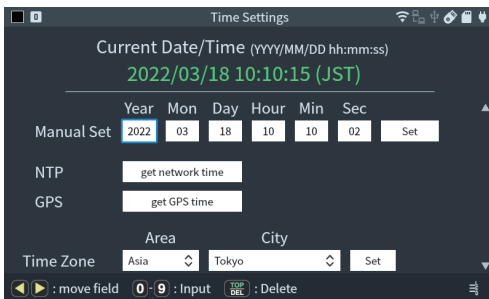 0 Time Settings
Current Date/Time (YYYY/MM/DD hh:mm:ss)
2022/03/18 10:10:15 (JST)
Year Mon Day Hour Min Sec
Manual Set 2022 03 18 10 10 02 Set
NTP get network time
GPS get GPS time
Area City
Time Zone Asia Tokyo Set
: move field 0 - 9 : Input TOP DEL : Delete